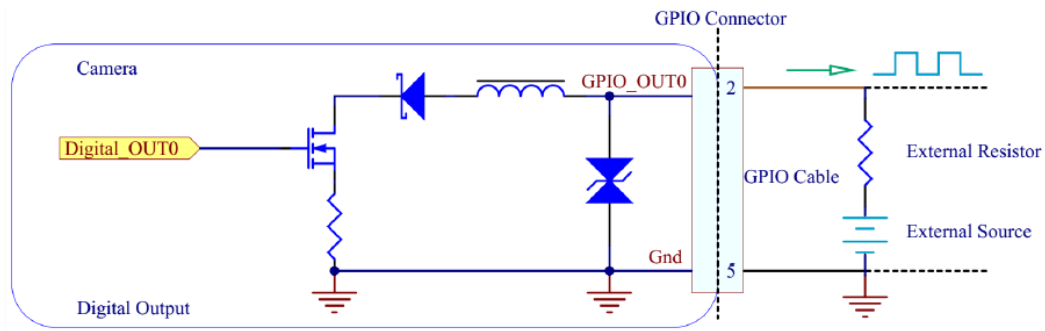 GPIO Connector
Camera
GPIO_OUT0
2
Digital_OUT0
External Resistor
GPIO Cable
External Source
Gnd
5
Digital Output